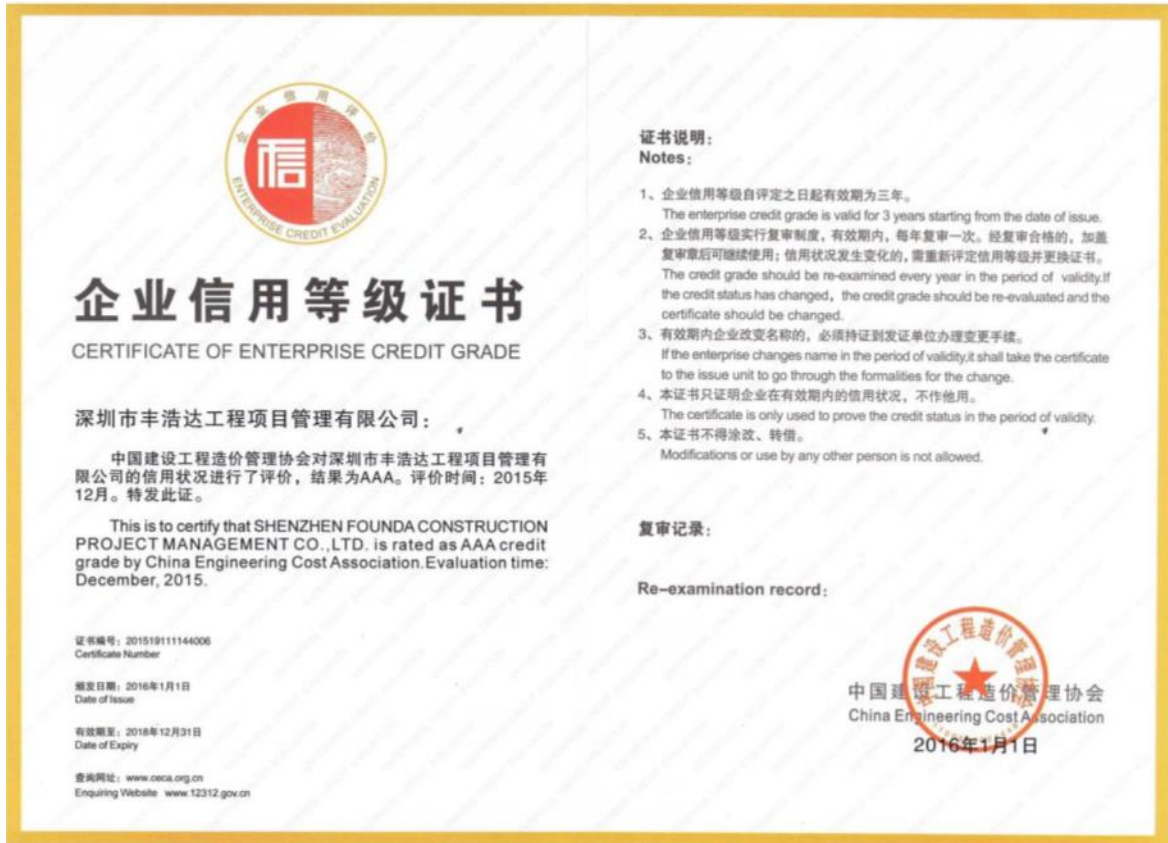 企业信用评价
信
ENTERPRISE CREDIT EVALUATION
企业信用等级证书
CERTIFICATE OF ENTERPRISE CREDIT GRADE
深圳市丰浩达工程项目管理有限公司：
中国建设工程造价管理协会对深圳市丰浩达工程项目管理有
限公司的信用状况进行了评价，结果为AAA。评价时间：2015年
12月。特发此证。
This is to certify that SHENZHEN FOUNDA CONSTRUCTION
PROJECT MANAGEMENT CO.,LTD. is rated as AAA credit
grade by China Engineering Cost Association.Evaluation time:
December, 2015.
证书编号：201519111144006
Certificate Number
颁发日期：2016年1月1日
Date of Issue
有效期至：2018年12月31日
Date of Expiry
查询网址：www.ceca.org.cn
Enquiring Website www.12312.gov.cn
证书说明：
Notes：
1、企业信用等级自评定之日起有效期为三年。
The enterprise credit grade is valid for 3 years starting from the date of issue.
2、企业信用等级实行复审制度，有效期内，每年复审一次。经复审合格的，加盖
复审章后可继续使用；信用状况发生变化的，需重新评定信用等级并更换证书。
The credit grade should be re-examined every year in the period of validity.If
the credit status has changed，the credit grade should be re-evaluated and the
certificate should be changed.
3、有效期内企业改变名称的，必须持证到发证单位办理变更手续。
If the enterprise changes name in the period of validity,it shall take the certificate
to the issue unit to go through the formalities for the change.
4、本证书只证明企业在有效期内的信用状况，不作他用。
The certificate is only used to prove the credit status in the period of validity.
5、本证书不得涂改、转借。
Modifications or use by any other person is not allowed.
复审记录：
Re-examination record：
中国建设工程造价管理协会
中国建设工程造价管理协会
China Engineering Cost Association
2016年1月1日